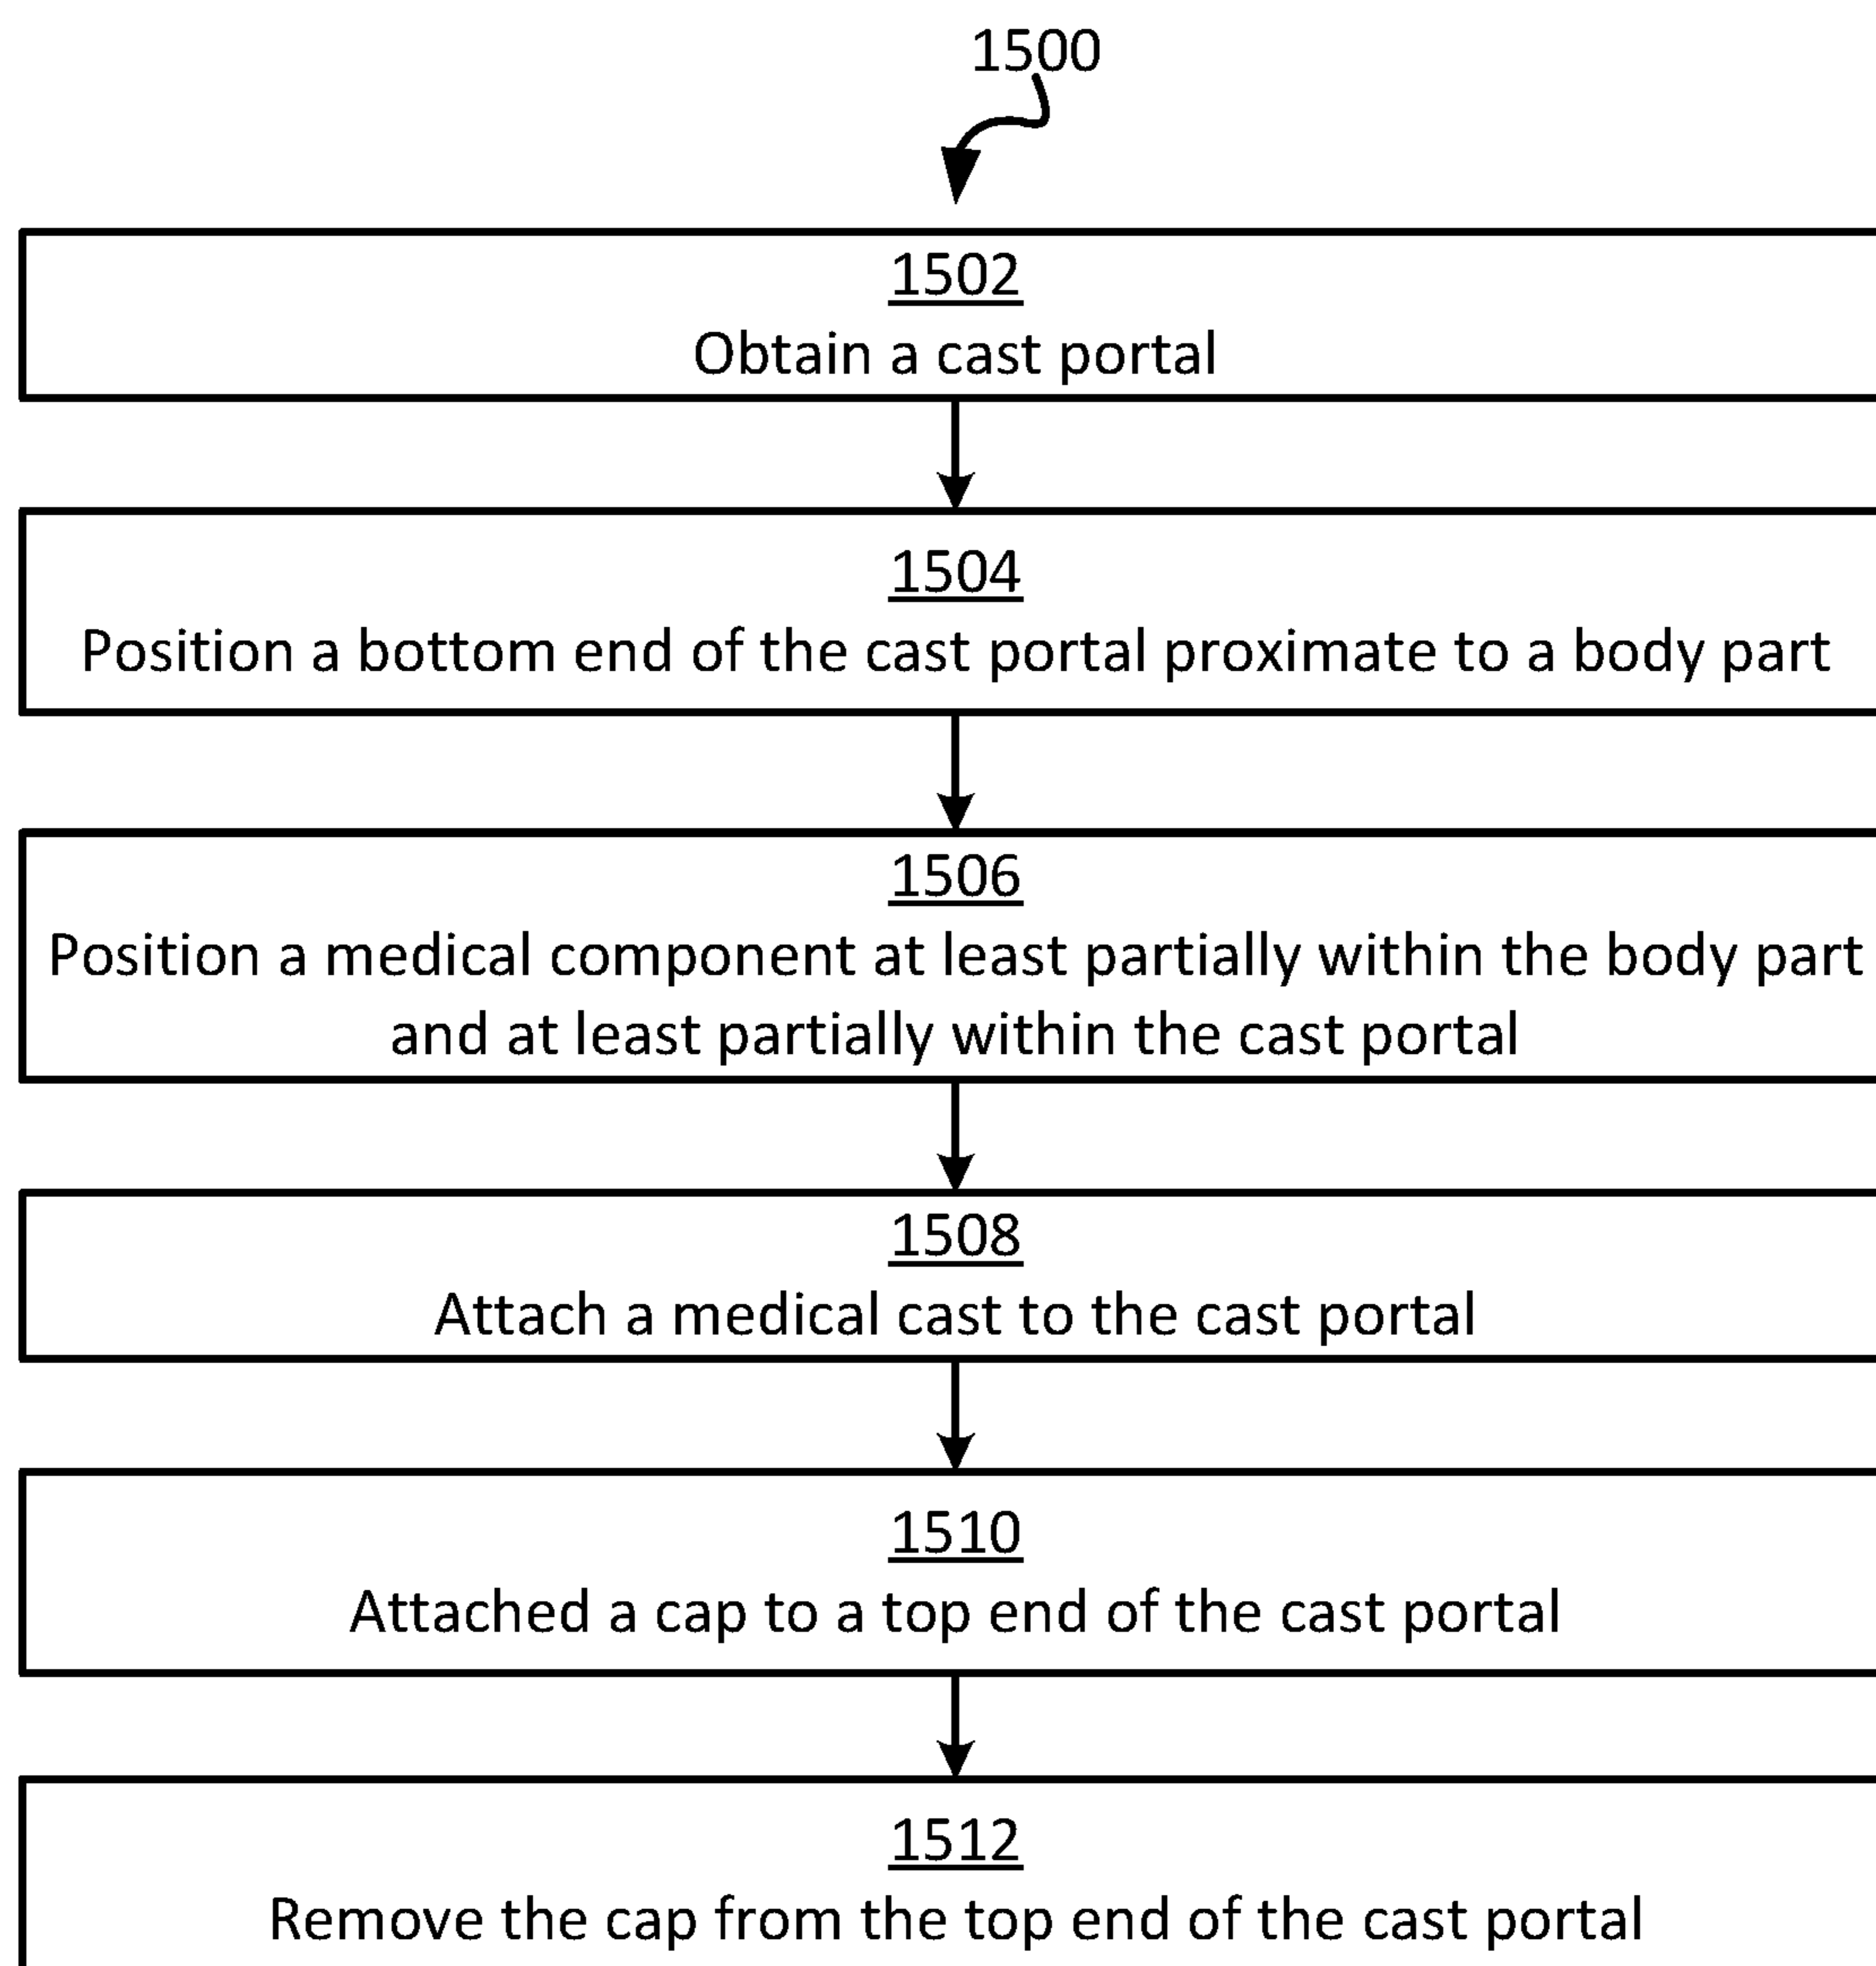 1500
1502
Obtain a cast portal
1504
Position a bottom end of the cast portal proximate to a body part
1506
Position a medical component at least partially within the body part
and at least partially within the cast portal
1508
Attach a medical cast to the cast portal
1510
Attached a cap to a top end of the cast portal
1512
Remove the cap from the top end of the cast portal